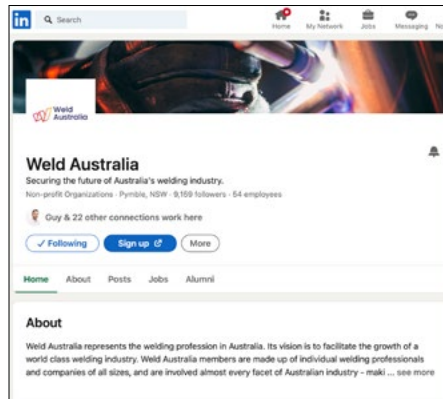 in
Search
Home
My Network
Jobs
Messaging
No
Weld
Australia
Weld Australia
Securing the future of Australia's welding industry.
Non-profit Organizations · Pymble, NSW · 9,159 followers · 54 employees
Guy & 22 other connections work here
Following
Sign up
More
Home About Posts Jobs Alumni
About
Weld Australia represents the welding profession in Australia. Its vision is to facilitate the growth of a
world class welding industry. Weld Australia members are made up of individual welding professionals
and companies of all sizes, and are involved almost every facet of Australian industry - maki ... see more